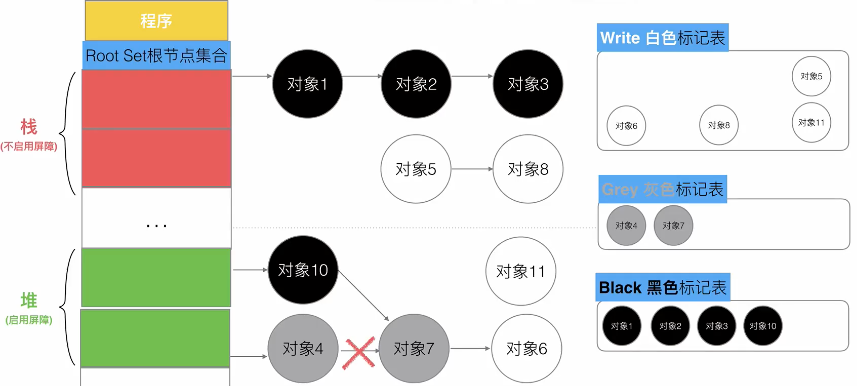 程序
Root Set根节点集合
栈
(不启用屏障)
...
堆
(启用屏障)
对象1
对象2
对象3
对象5
对象8
对象10
对象11
对象4
对象7
对象6
Write 白色标记表
对象5
对象6
对象8
对象11
Grey 灰色标记表
对象4
对象7
Black 黑色标记表
对象1
对象2
对象3
对象10